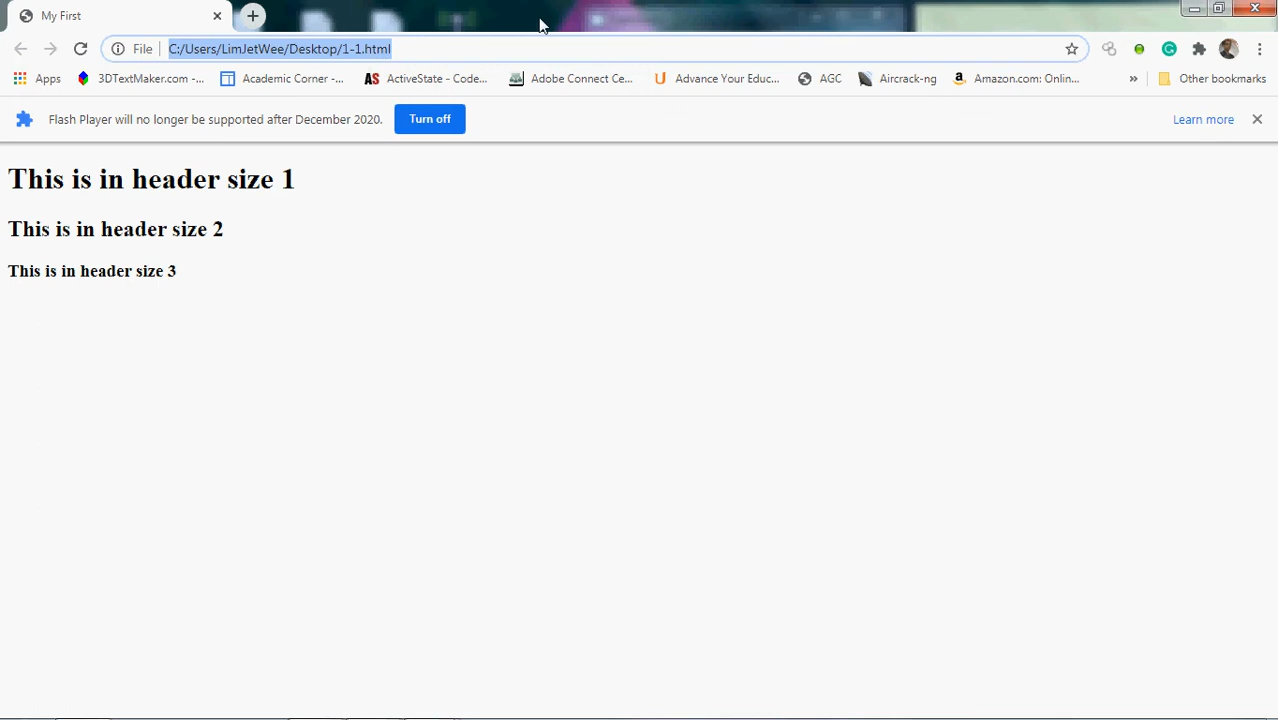 My First
File
C:/Users/LimJetWee/Desktop/1-1.html
Apps
3DTextMaker.com -...
Academic Corner -...
AS ActiveState - Code...
Adobe Connect Ce...
Advance Your Educ...
AGC
Aircrack-ng
Amazon.com: Onlin...
»
Other bookmarks
Flash Player will no longer be supported after December 2020.
Turn off
Learn more
This is in header size 1
This is in header size 2
This is in header size 3